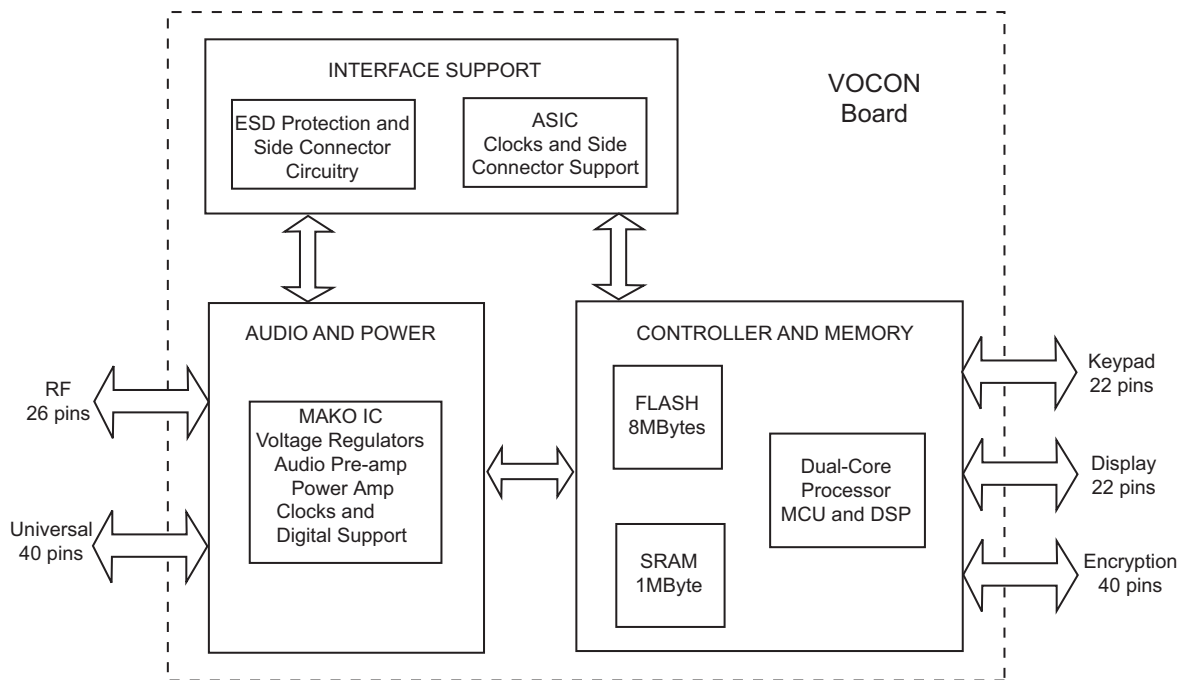 INTERFACE SUPPORT
ESD Protection and
Side Connector
Circuitry
ASIC
Clocks and Side
Connector Support
VOCON
Board
AUDIO AND POWER
MAKO IC
Voltage Regulators
Audio Pre-amp
Power Amp
Clocks and
Digital Support
CONTROLLER AND MEMORY
FLASH
8MBytes
Dual-Core
Processor
MCU and DSP
SRAM
1MByte
RF
26 pins
Universal
40 pins
Keypad
22 pins
Display
22 pins
Encryption
40 pins